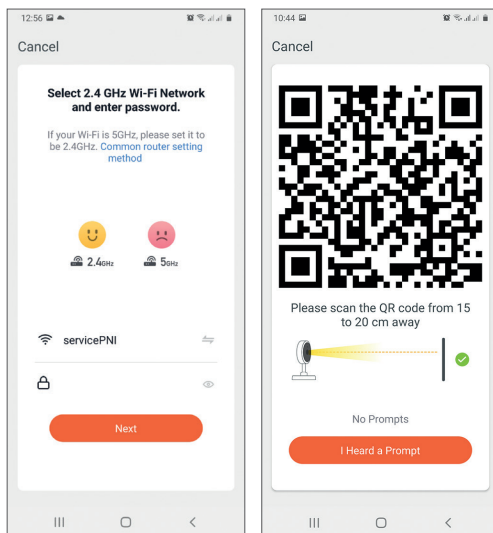 12:56
Cancel
Select 2.4 GHz Wi-Fi Network
and enter password.
If your Wi-Fi is 5GHz, please set it to
be 2.4GHz. Common router setting
method
2.4GHz 5GHz
servicePNI
Next
10:44
Cancel
Please scan the QR code from 15
to 20 cm away
No Prompts
I Heard a Prompt